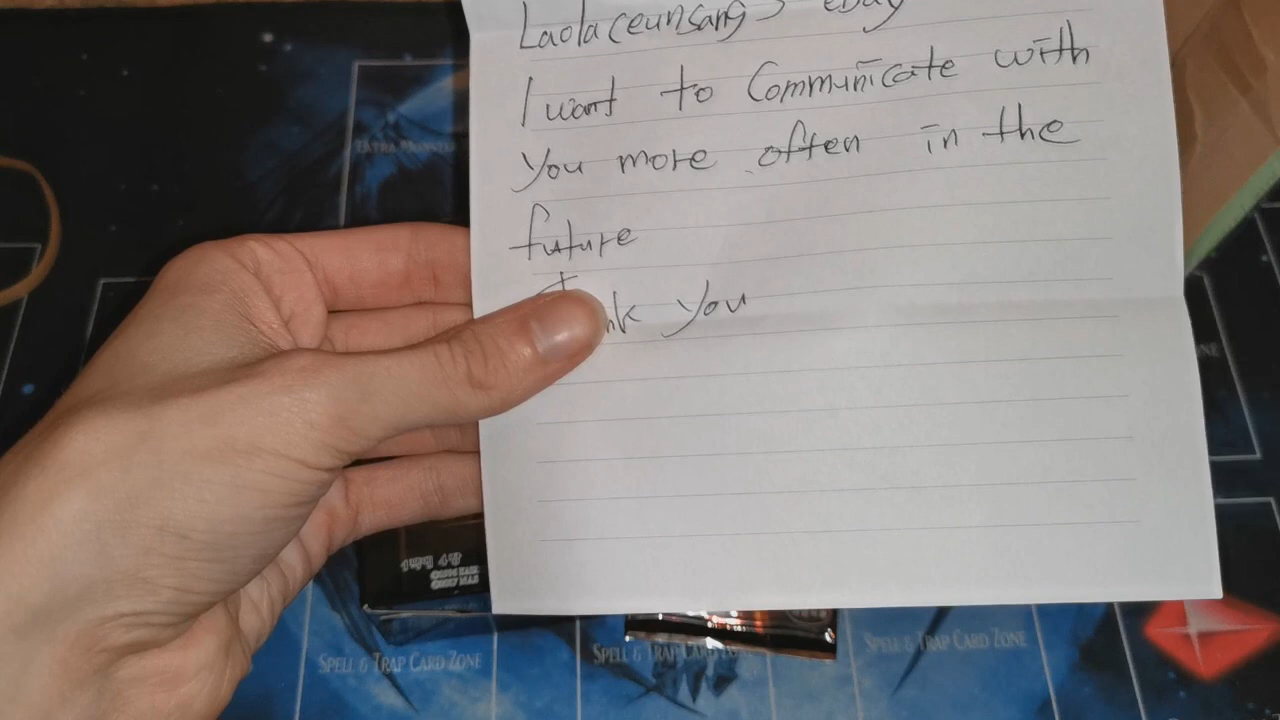 Laolaceunsang's ebay
I want to Communicate with
you more often in the
future
you
SPELL & TRAP CARD ZONE
SPELL & TRAP CARD
SPELL & TRAP CARD ZONE